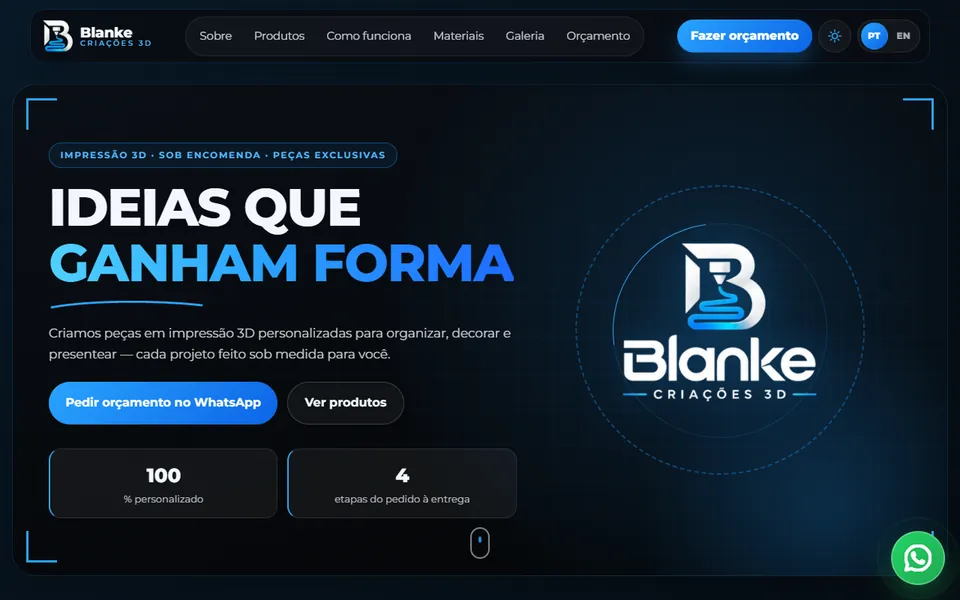 Blanke
CRIAÇÕES 3D
Sobre
Produtos
Como funciona
Materiais
Galeria
Orçamento
Fazer orçamento
PT
EN
IMPRESSÃO 3D · SOB ENCOMENDA · PEÇAS EXCLUSIVAS
IDEIAS QUE
GANHAM FORMA
Criamos peças em impressão 3D personalizadas para organizar, decorar e
presentear — cada projeto feito sob medida para você.
Pedir orçamento no WhatsApp
Ver produtos
100
% personalizado
4
etapas do pedido à entrega
Blanke
CRIAÇÕES 3D